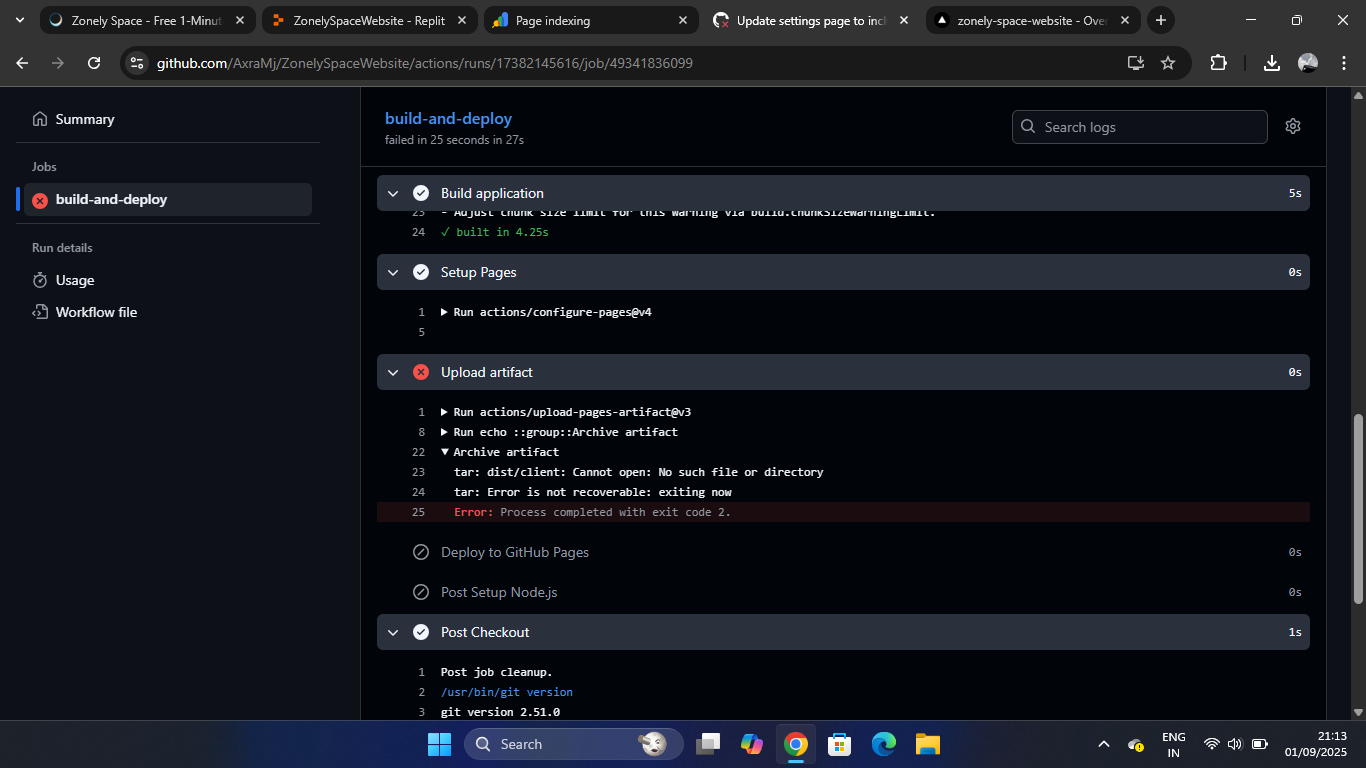 Zonely Space - Free 1-Minut
ZonelySpaceWebsite - Replit
Page indexing
Update settings page to incl
zonely-space-website - Over
github.com/AxraMj/ZonelySpaceWebsite/actions/runs/17382145616/job/49341836099
Summary
Jobs
build-and-deploy
Run details
Usage
Workflow file
build-and-deploy
failed in 25 seconds in 27s
Search logs
Build application 5s
23 - Adjust chunk size limit for this warning via build.chunkSizeWarningLimit.
24 ✓ built in 4.25s
Setup Pages 0s
1 ▶ Run actions/configure-pages@v4
5
Upload artifact 0s
1 ▶ Run actions/upload-pages-artifact@v3
8 ▶ Run echo ::group::Archive artifact
22 ▼ Archive artifact
23 tar: dist/client: Cannot open: No such file or directory
24 tar: Error is not recoverable: exiting now
25 Error: Process completed with exit code 2.
Deploy to GitHub Pages 0s
Post Setup Node.js 0s
Post Checkout 1s
1 Post job cleanup.
2 /usr/bin/git version
3 git version 2.51.0
Search
ENG
IN
21:13
01/09/2025